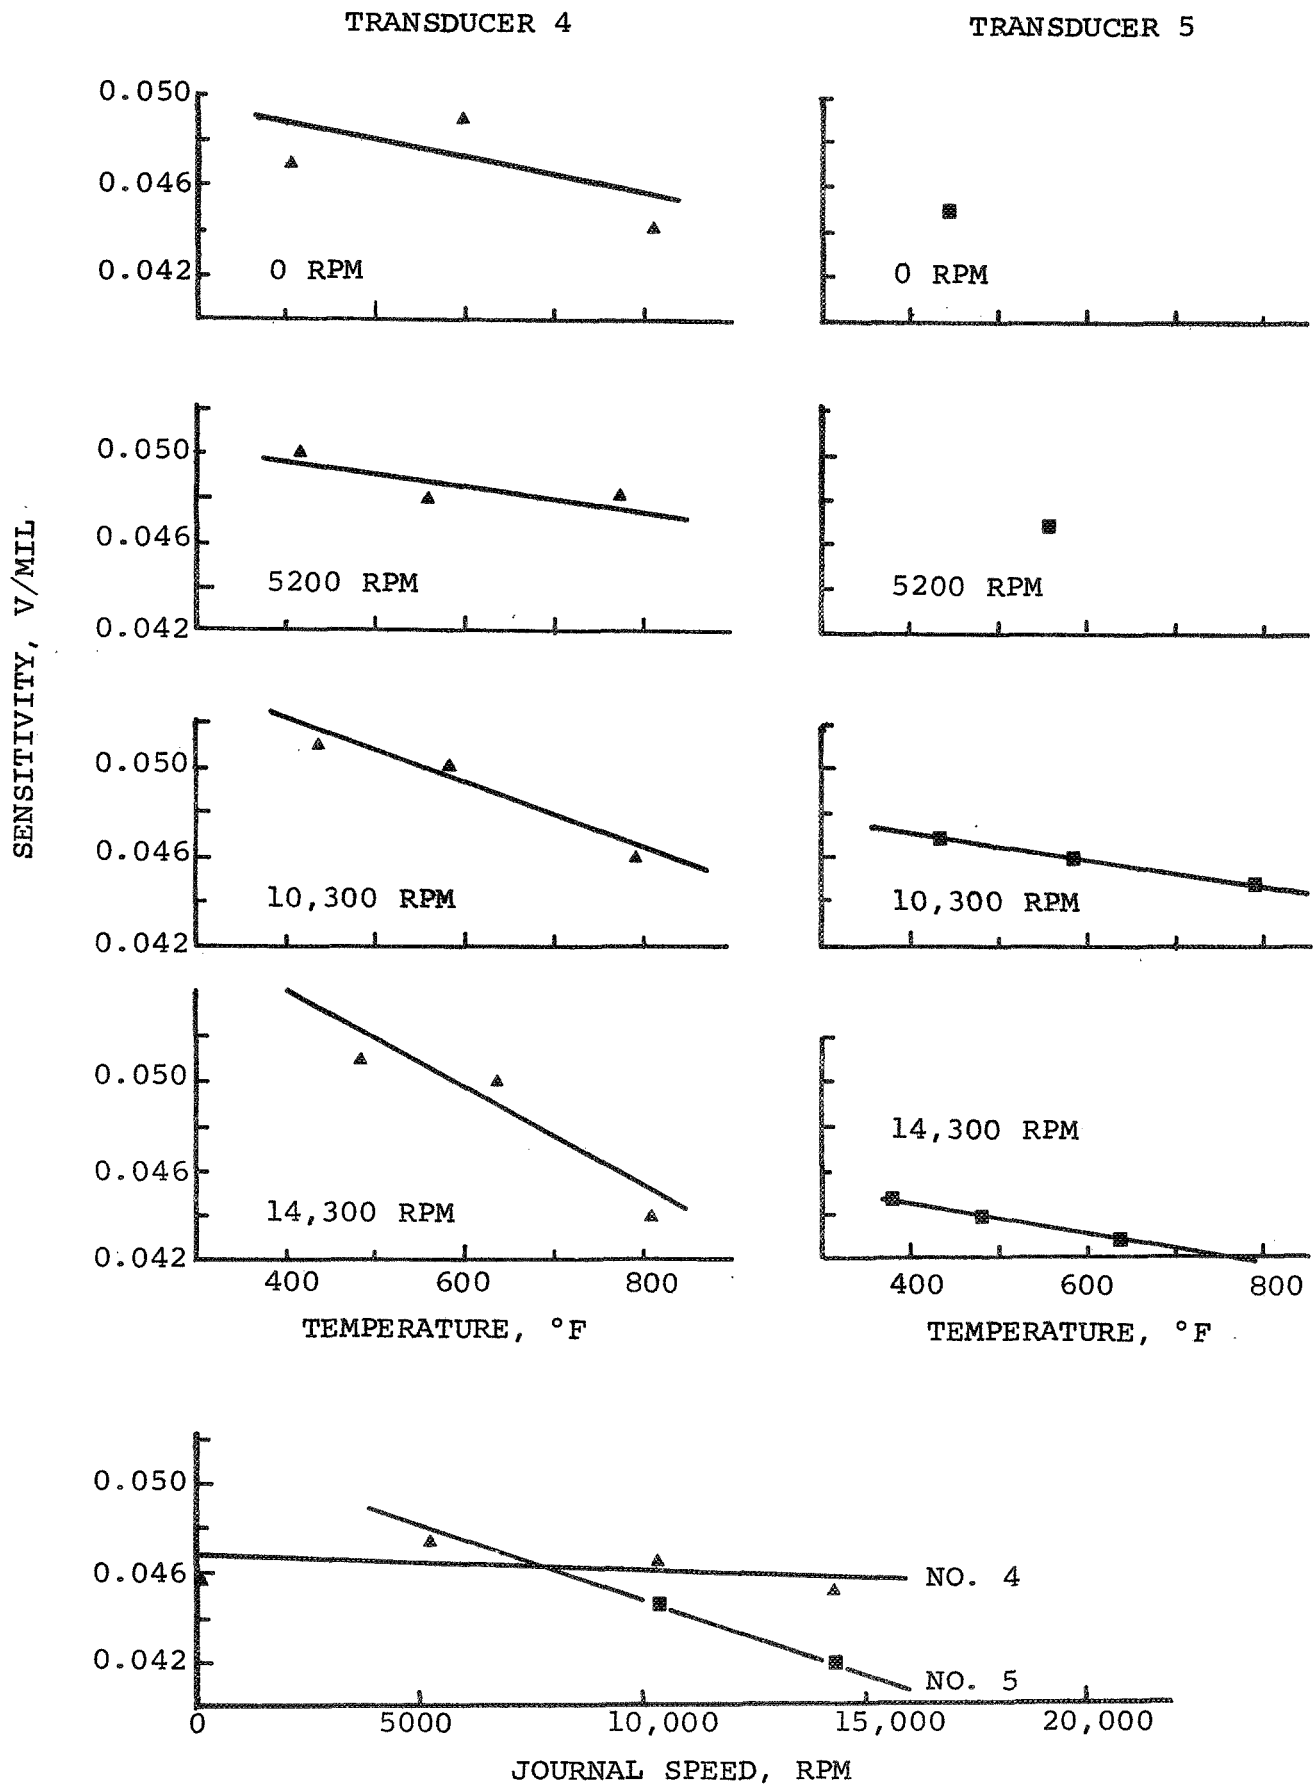 TRANSDUCER 4
TRANSDUCER 5
SENSITIVITY, V/MIL
0.050
0.046
0.042
0 RPM
0 RPM
0.050
0.046
0.042
5200 RPM
5200 RPM
0.050
0.046
0.042
10,300 RPM
10,300 RPM
0.050
0.046
0.042
14,300 RPM
14,300 RPM
400 600 800
400 600 800
TEMPERATURE, °F
TEMPERATURE, °F
0.050
0.046
0.042
NO. 4
NO. 5
0 5000 10,000 15,000 20,000
JOURNAL SPEED, RPM